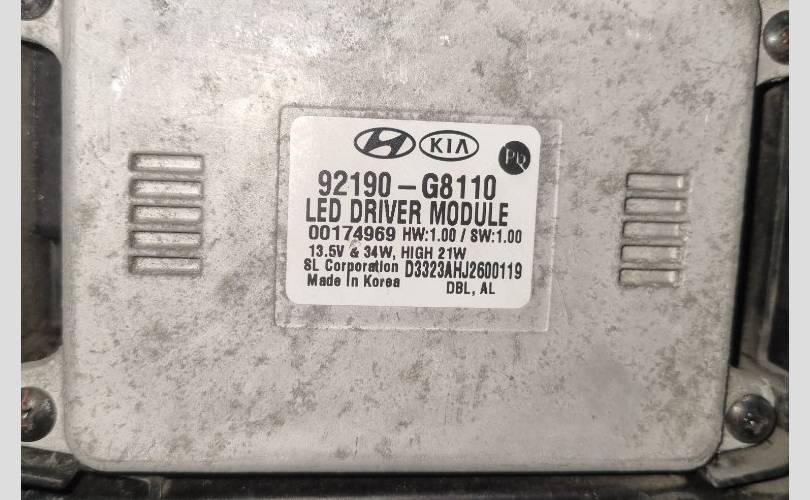 KIA Pb
92190-G8110
LED DRIVER MODULE
00174969 HW:1.00 / SW:1.00
13.5V & 34W, HIGH 21W
SL Corporation D3323AHJ2600119
Made In Korea DBL, AL